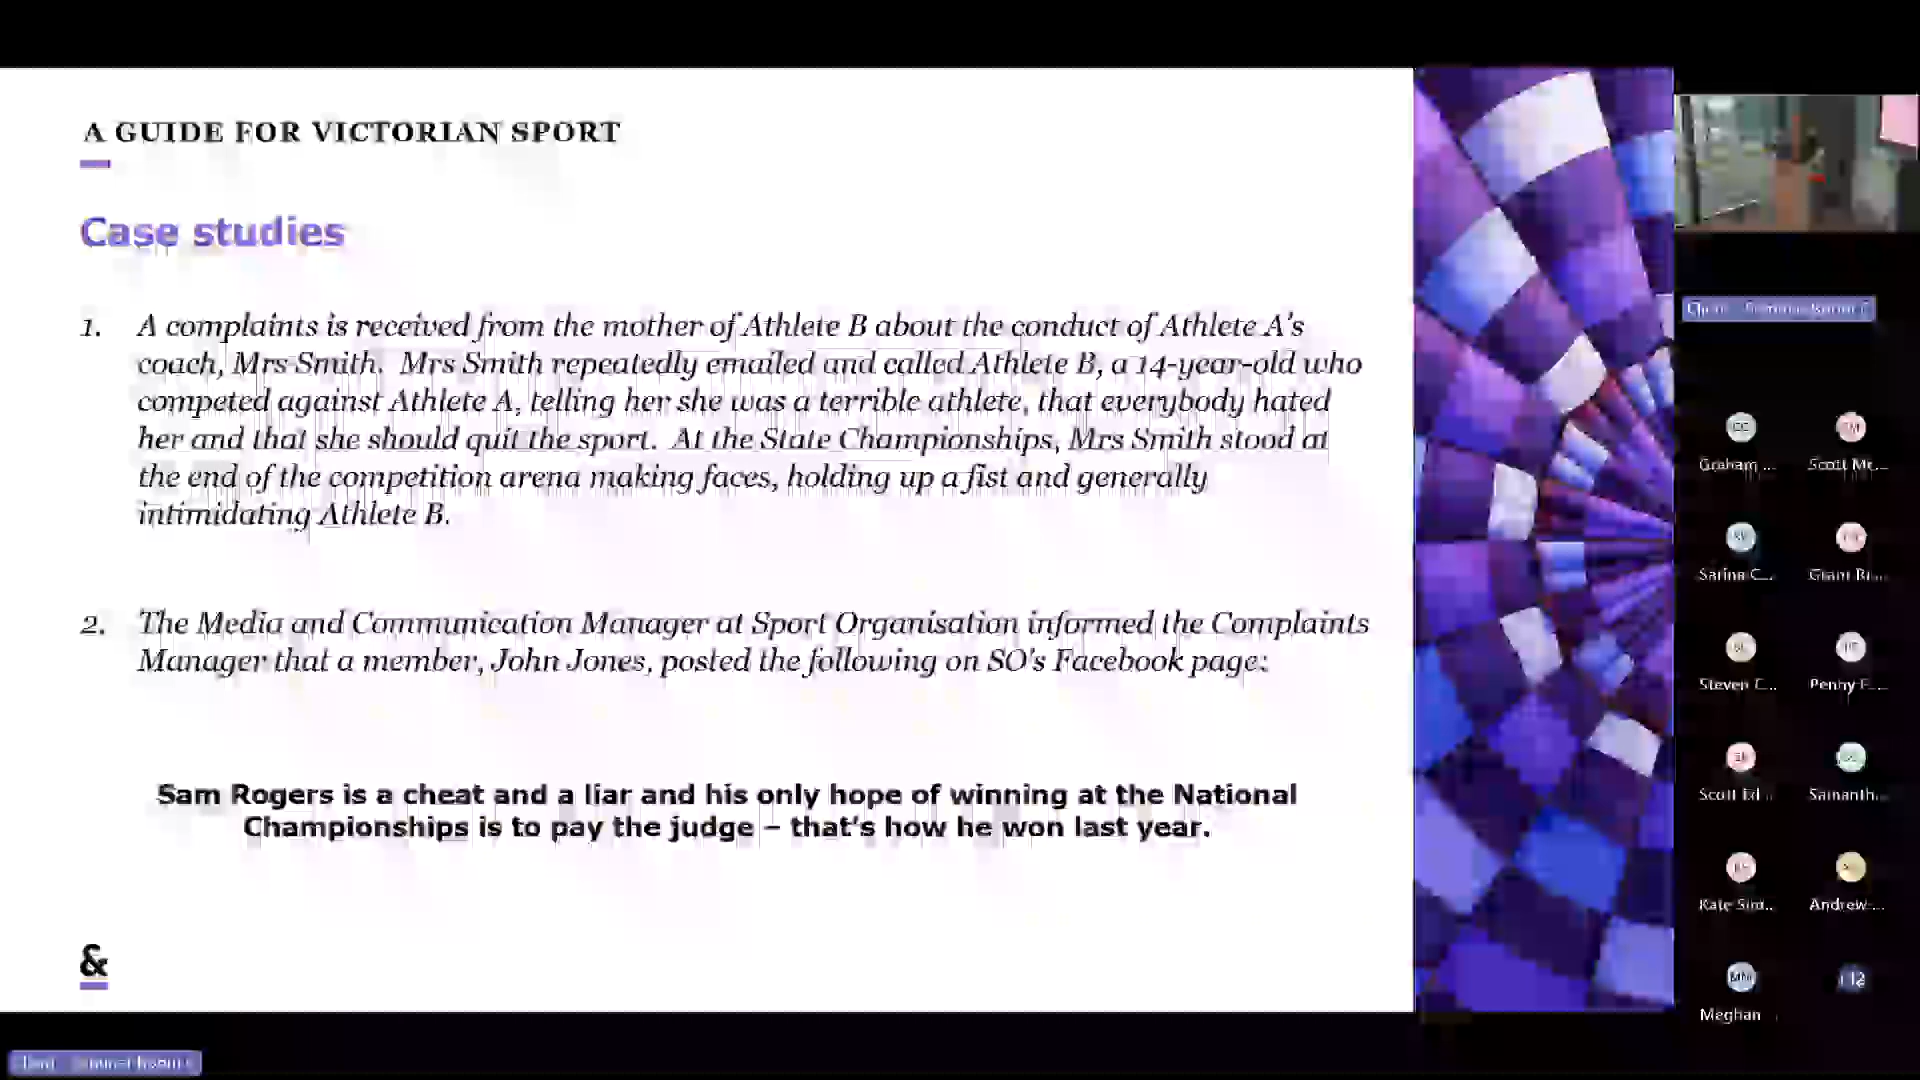 A GUIDE FOR VICTORIAN SPORT
Case studies
1. A complaints is received from the mother of Athlete B about the conduct of Athlete A's
coach, Mrs Smith. Mrs Smith repeatedly emailed and called Athlete B, a 14-year-old who
competed against Athlete A, telling her she was a terrible athlete, that everybody hated
her and that she should quit the sport. At the State Championships, Mrs Smith stood at
the end of the competition arena making faces, holding up a fist and generally
intimidating Athlete B.
2. The Media and Communication Manager at Sport Organisation informed the Complaints
Manager that a member, John Jones, posted the following on SO's Facebook page:
Sam Rogers is a cheat and a liar and his only hope of winning at the National
Championships is to pay the judge – that's how he won last year.
&
Graham ...
Scott Mc...
Sarina C...
Grant
Steven C...
Penny F...
Scott Ed...
Samanth...
Kate Sim...
Andrew ...
Meghan